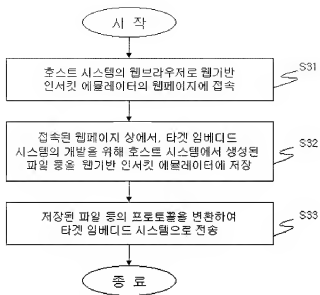 시 작
호스트 시스템의 웹브라우저로 웹기반
인서킷 에뮬레이터의 웹페이지에 접속
S31
접속된 웹페이지 상에서, 타겟 임베디드
시스템의 개발을 위해 호스트 시스템에서 생성된
파일 등을 웹기반 인서킷 에뮬레이터에 저장
S32
저장된 파일 등의 프로토콜을 변환하여
타겟 임베디드 시스템으로 전송
S33
종 료